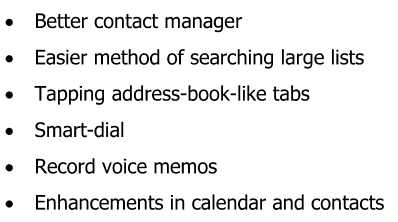 • Better contact manager
• Easier method of searching large lists
• Tapping address-book-like tabs
• Smart-dial
• Record voice memos
• Enhancements in calendar and contacts